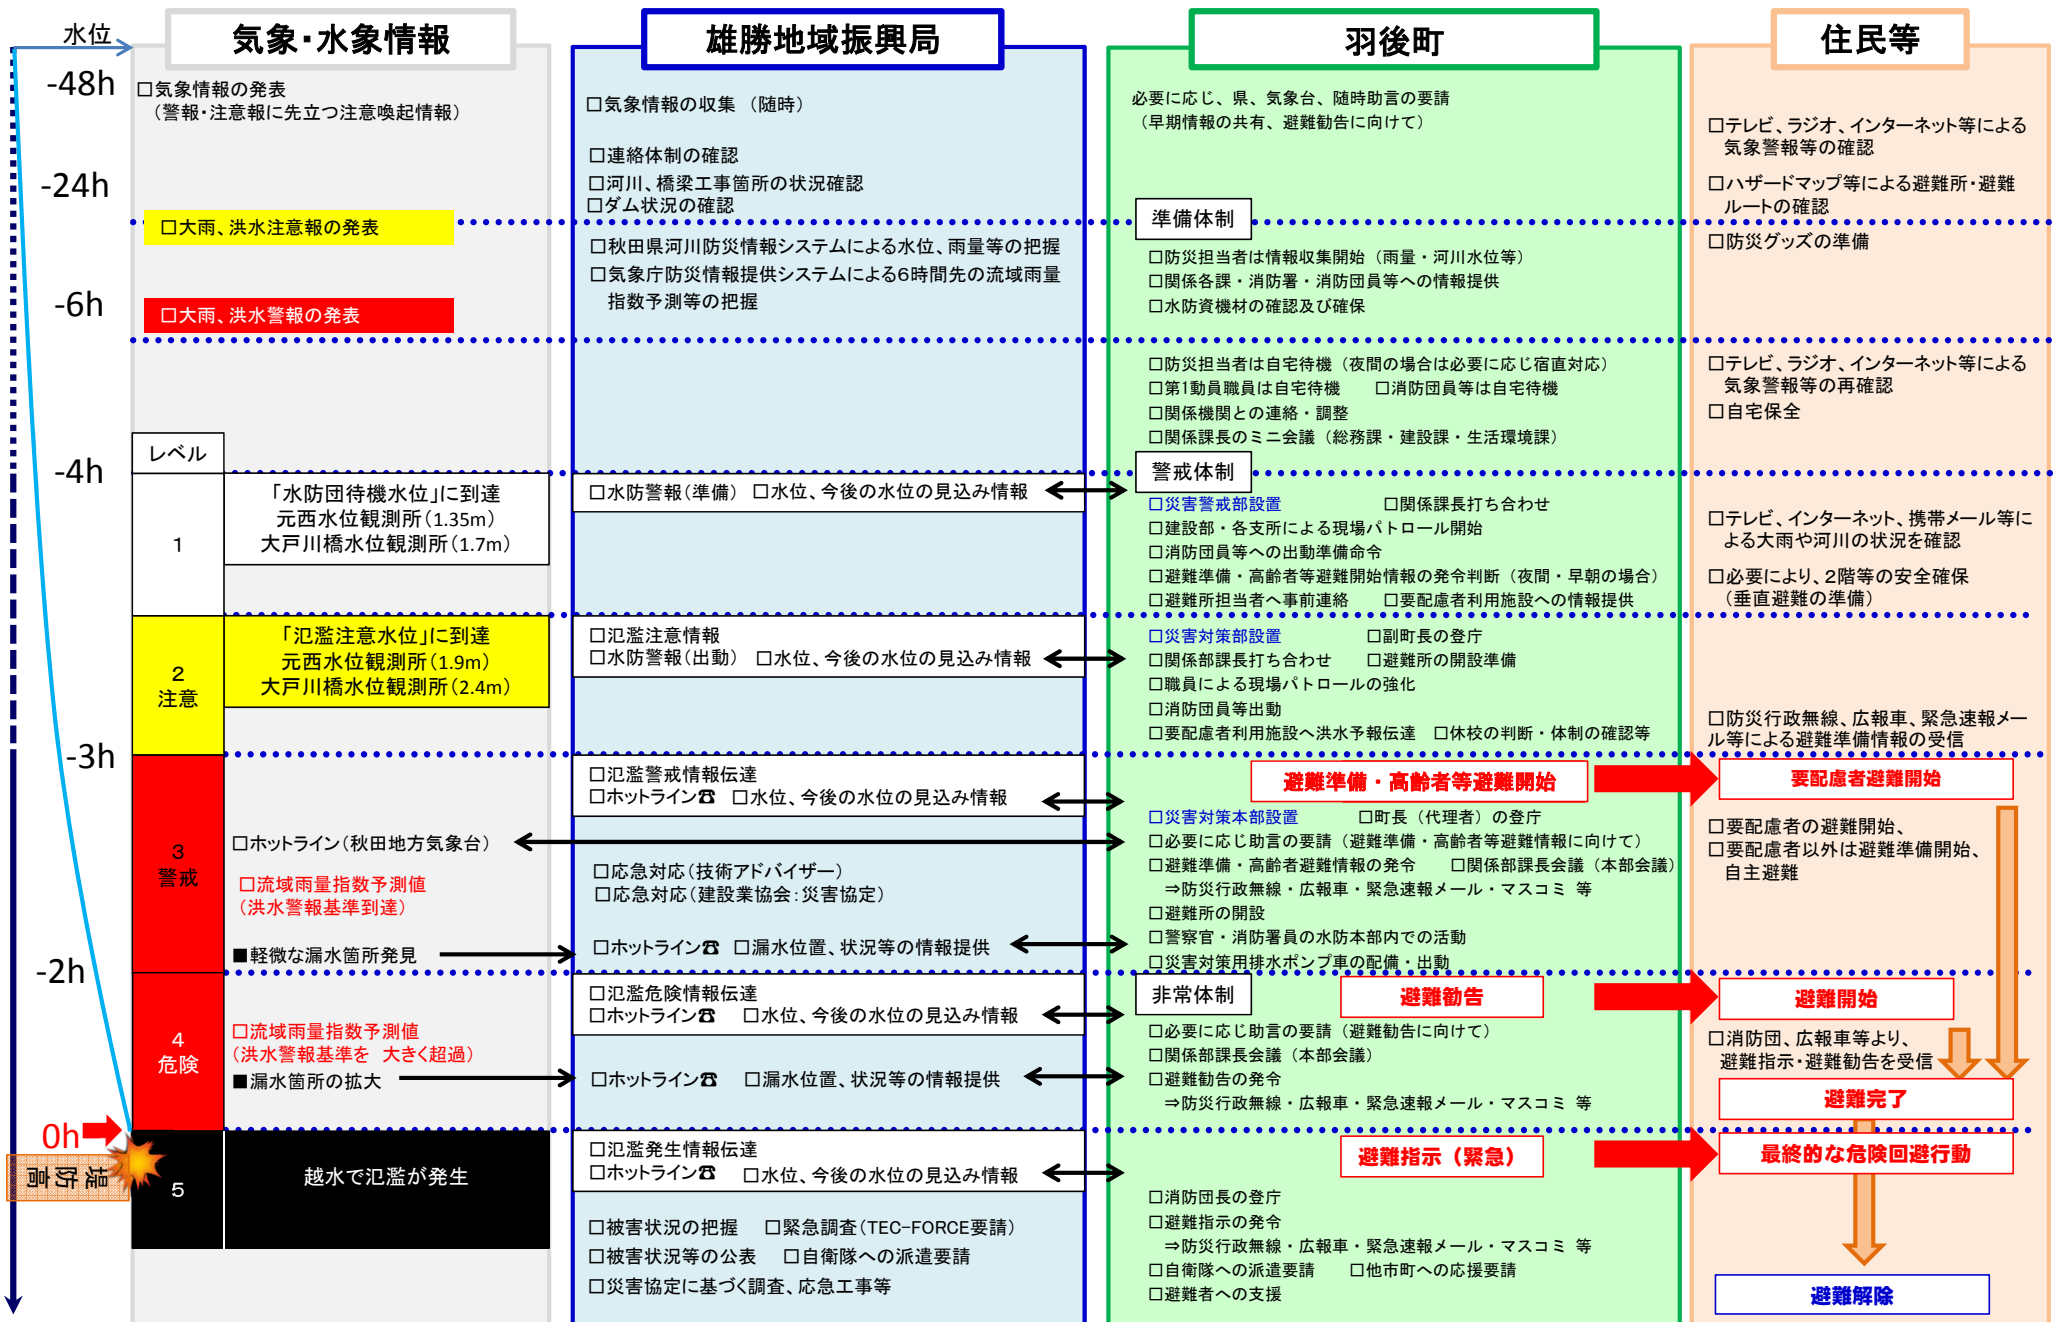 水位
-48h
-24h
-6h
-4h
-3h
-2h
0h
堤防高
気象・水象情報
□気象情報の発表
（警報・注意報に先立つ注意喚起情報）
□大雨、洪水注意報の発表
□大雨、洪水警報の発表
レベル
1
「水防団待機水位」に到達
元西水位観測所（1.35m）
大戸川橋水位観測所（1.7m）
2
注意
「氾濫注意水位」に到達
元西水位観測所（1.9m）
大戸川橋水位観測所（2.4m）
3
警戒
□ホットライン（秋田地方気象台）
□流域雨量指数予測値
（洪水警報基準到達）
■軽微な漏水箇所発見
4
危険
□流域雨量指数予測値
（洪水警報基準を 大きく超過）
■漏水箇所の拡大
5
越水で氾濫が発生
雄勝地域振興局
□気象情報の収集 （随時）
□連絡体制の確認
□河川、橋梁工事箇所の状況確認
□ダム状況の確認
□秋田県河川防災情報システムによる水位、雨量等の把握
□気象庁防災情報提供システムによる６時間先の流域雨量
指数予測等の把握
□水防警報（準備） □水位、今後の水位の見込み情報
□氾濫注意情報
□水防警報（出動） □水位、今後の水位の見込み情報
□氾濫警戒情報伝達
□ホットライン☎ □水位、今後の水位の見込み情報
□応急対応（技術アドバイザー）
□応急対応（建設業協会：災害協定）
□ホットライン☎ □漏水位置、状況等の情報提供
□氾濫危険情報伝達
□ホットライン☎ □水位、今後の水位の見込み情報
□ホットライン☎ □漏水位置、状況等の情報提供
□氾濫発生情報伝達
□ホットライン☎ □水位、今後の水位の見込み情報
□被害状況の把握 □緊急調査（TEC-FORCE要請）
□被害状況等の公表 □自衛隊への派遣要請
□災害協定に基づく調査、応急工事等
羽後町
必要に応じ、県、気象台、随時助言の要請
（早期情報の共有、避難勧告に向けて）
準備体制
□防災担当者は情報収集開始（雨量・河川水位等）
□関係各課・消防署・消防団員等への情報提供
□水防資機材の確認及び確保
□防災担当者は自宅待機（夜間の場合は必要に応じ宿直対応）
□第1動員職員は自宅待機 □消防団員等は自宅待機
□関係機関との連絡・調整
□関係課長のミニ会議（総務課・建設課・生活環境課）
警戒体制
□災害警戒部設置 □関係課長打ち合わせ
□建設部・各支所による現場パトロール開始
□消防団員等への出動準備命令
□避難準備・高齢者等避難開始情報の発令判断（夜間・早朝の場合）
□避難所担当者へ事前連絡 □要配慮者利用施設への情報提供
□災害対策部設置 □副町長の登庁
□関係部課長打ち合わせ □避難所の開設準備
□職員による現場パトロールの強化
□消防団員等出動
□要配慮者利用施設へ洪水予報伝達 □休校の判断・体制の確認等
避難準備・高齢者等避難開始
□災害対策本部設置 □町長（代理者）の登庁
□必要に応じ助言の要請（避難準備・高齢者等避難情報に向けて）
□避難準備・高齢者避難情報の発令 □関係部課長会議（本部会議）
⇒防災行政無線・広報車・緊急速報メール・マスコミ 等
□避難所の開設
□警察官・消防署員の水防本部内での活動
□災害対策用排水ポンプ車の配備・出動
非常体制
避難勧告
□必要に応じ助言の要請（避難勧告に向けて）
□関係部課長会議（本部会議）
□避難勧告の発令
⇒防災行政無線・広報車・緊急速報メール・マスコミ 等
避難指示（緊急）
□消防団長の登庁
□避難指示の発令
⇒防災行政無線・広報車・緊急速報メール・マスコミ 等
□自衛隊への派遣要請 □他市町への応援要請
□避難者への支援
住民等
□テレビ、ラジオ、インターネット等による
気象警報等の確認
□ハザードマップ等による避難所・避難
ルートの確認
□防災グッズの準備
□テレビ、ラジオ、インターネット等による
気象警報等の再確認
□自宅保全
□テレビ、インターネット、携帯メール等に
よる大雨や河川の状況を確認
□必要により、２階等の安全確保
（垂直避難の準備）
□防災行政無線、広報車、緊急速報メー
ル等による避難準備情報の受信
要配慮者避難開始
□要配慮者の避難開始、
□要配慮者以外は避難準備開始、
自主避難
避難開始
□消防団、広報車等より、
避難指示・避難勧告を受信
避難完了
最終的な危険回避行動
避難解除